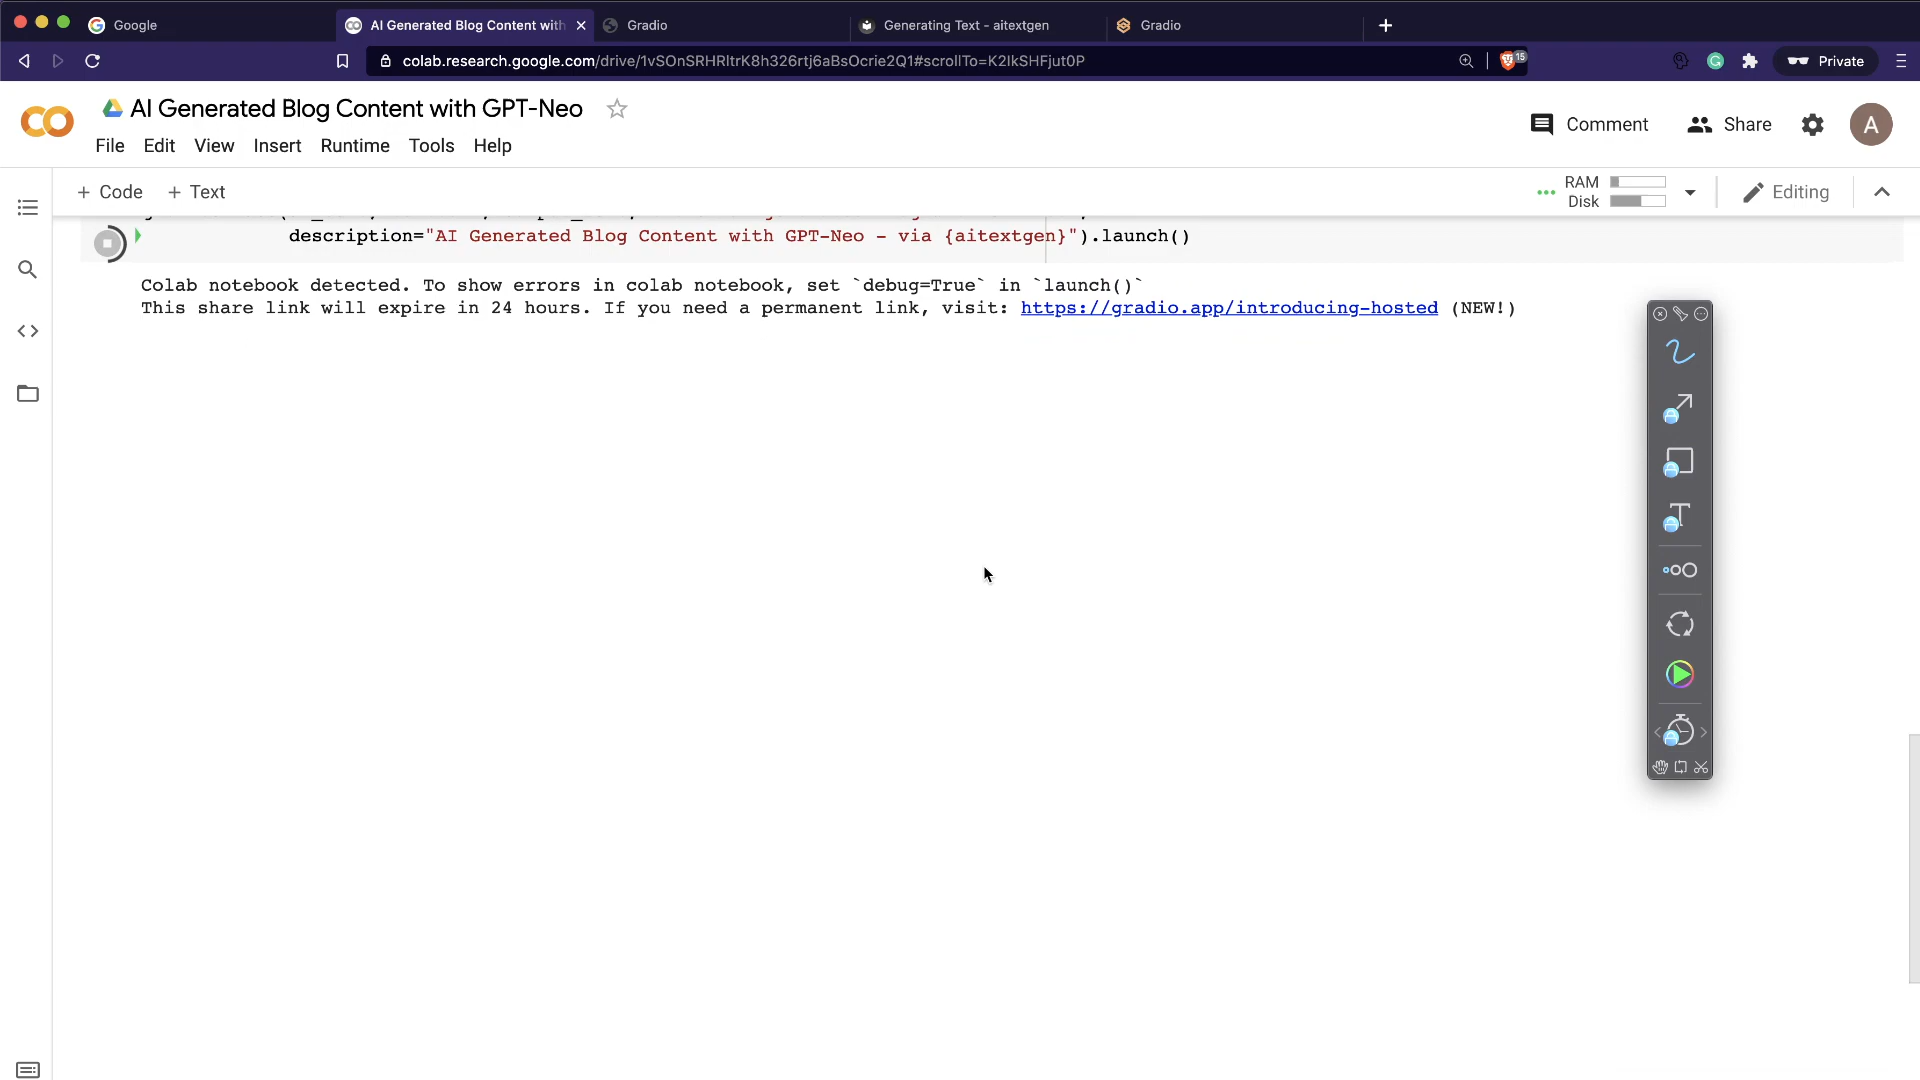 Google
AI Generated Blog Content with
Gradio
Generating Text - aitextgen
Gradio
colab.research.google.com/drive/1vSOnSRHRltrK8h326rtj6aBsOcrie2Q1#scrollTo=K2lkSHFjut0P
15
Private
AI Generated Blog Content with GPT-Neo
File Edit View Insert Runtime Tools Help
Comment
Share
A
+ Code + Text
RAM
Disk
Editing
description="AI Generated Blog Content with GPT-Neo - via {aitextgen}").launch()
Colab notebook detected. To show errors in colab notebook, set `debug=True` in `launch()`
This share link will expire in 24 hours. If you need a permanent link, visit: https://gradio.app/introducing-hosted (NEW!)